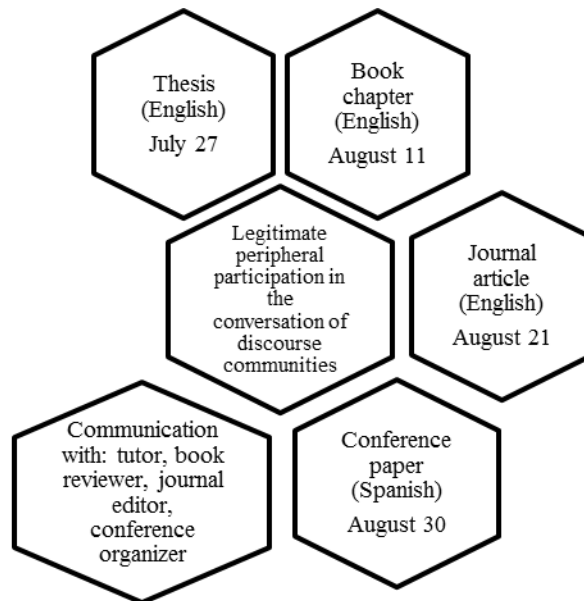 Thesis
(English)
July 27
Book
chapter
(English)
August 11
Legitimate
peripheral
participation in
the
conversation of
discourse
communities
Journal
article
(English)
August 21
Communication
with: tutor, book
reviewer, journal
editor,
conference
organizer
Conference
paper
(Spanish)
August 30